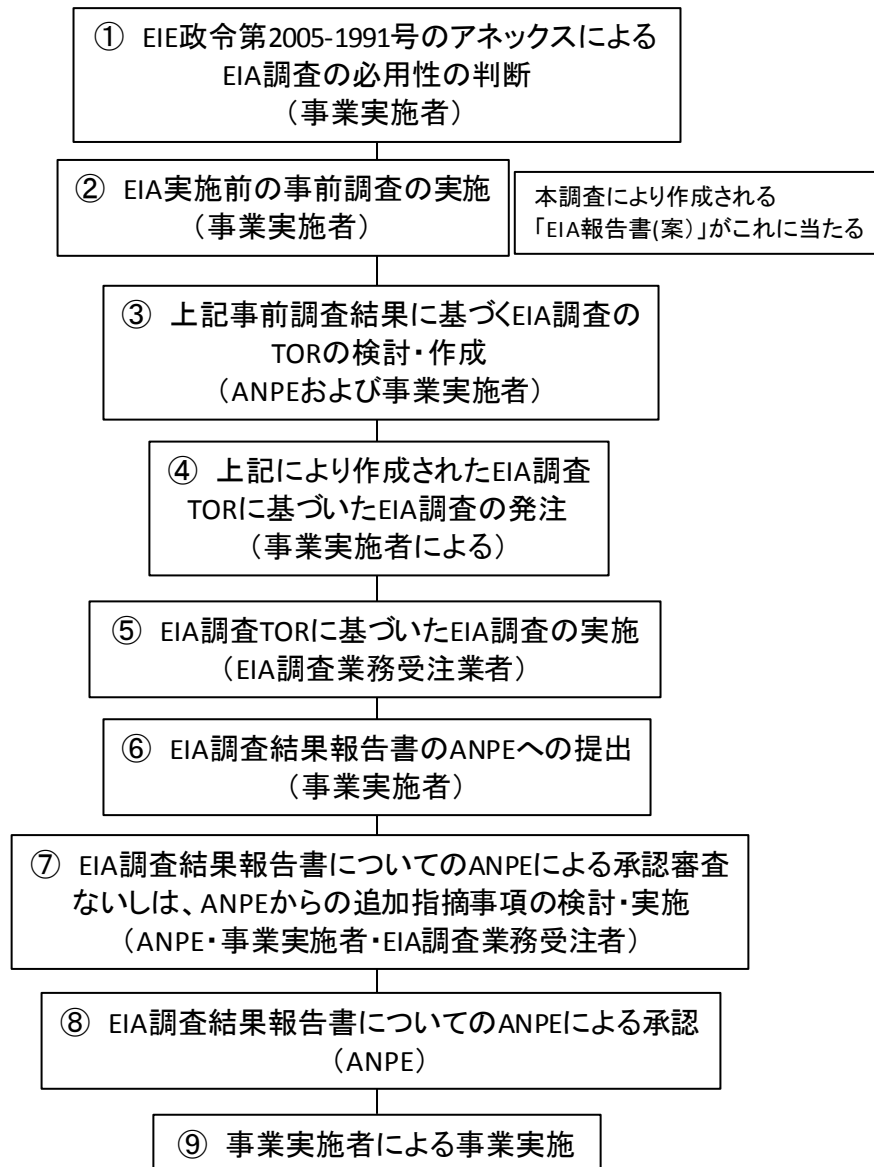 ① EIE政令第2005-1991号のアネックスによる
EIA調査の必用性の判断
（事業実施者）
② EIA実施前の事前調査の実施
（事業実施者）
本調査により作成される
「EIA報告書(案）」がこれに当たる
③ 上記事前調査結果に基づくEIA調査の
TORの検討・作成
（ANPEおよび事業実施者）
④ 上記により作成されたEIA調査
TORに基づいたEIA調査の発注
（事業実施者による）
⑤ EIA調査TORに基づいたEIA調査の実施
（EIA調査業務受注業者）
⑥ EIA調査結果報告書のANPEへの提出
（事業実施者）
⑦ EIA調査結果報告書についてのANPEによる承認審査
ないしは、ANPEからの追加指摘事項の検討・実施
（ANPE・事業実施者・EIA調査業務受注者）
⑧ EIA調査結果報告書についてのANPEによる承認
（ANPE）
⑨ 事業実施者による事業実施